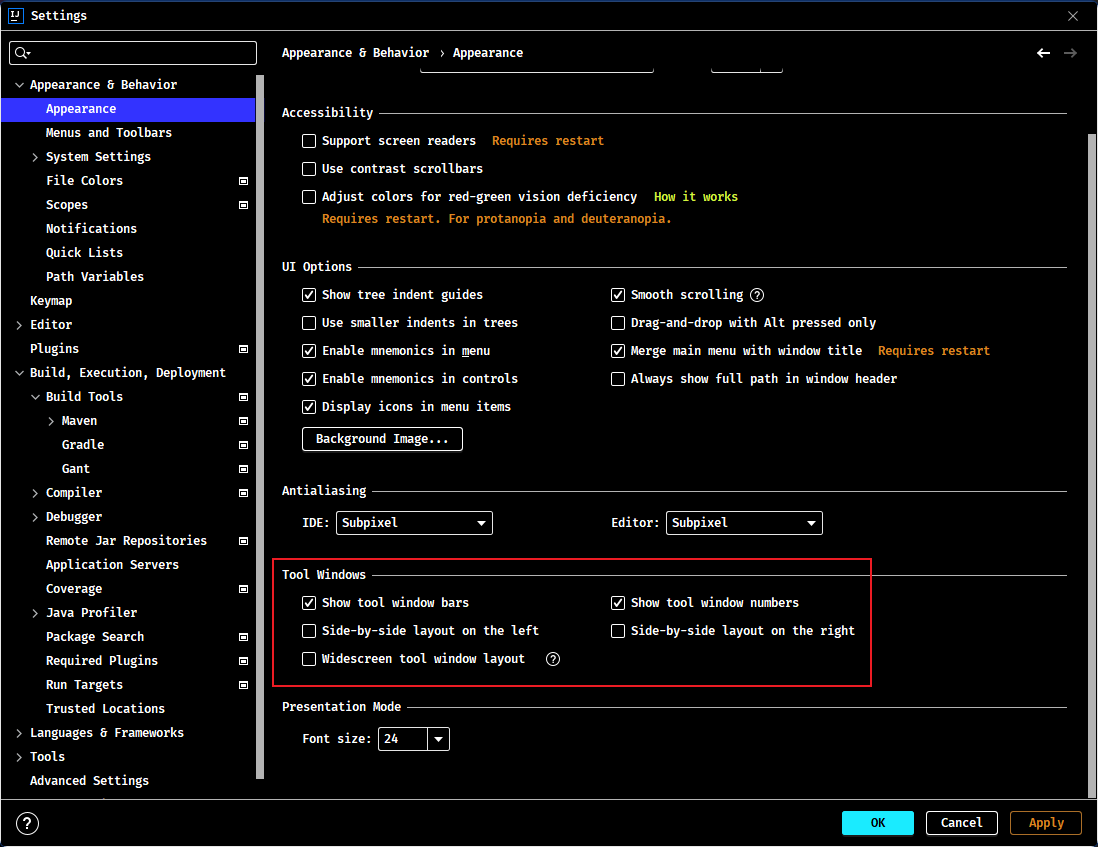 IJ Settings
Appearance & Behavior
Appearance
Menus and Toolbars
System Settings
File Colors
Scopes
Notifications
Quick Lists
Path Variables
Keymap
Editor
Plugins
Build, Execution, Deployment
Build Tools
Maven
Gradle
Gant
Compiler
Debugger
Remote Jar Repositories
Application Servers
Coverage
Java Profiler
Package Search
Required Plugins
Run Targets
Trusted Locations
Languages & Frameworks
Tools
Advanced Settings
Appearance & Behavior › Appearance
Accessibility
Support screen readers Requires restart
Use contrast scrollbars
Adjust colors for red-green vision deficiency How it works
Requires restart. For protanopia and deuteranopia.
UI Options
Show tree indent guides Smooth scrolling ?
Use smaller indents in trees Drag-and-drop with Alt pressed only
Enable mnemonics in menu Merge main menu with window title Requires restart
Enable mnemonics in controls Always show full path in window header
Display icons in menu items
Background Image...
Antialiasing
IDE: Subpixel Editor: Subpixel
Tool Windows
Show tool window bars Show tool window numbers
Side-by-side layout on the left Side-by-side layout on the right
Widescreen tool window layout ?
Presentation Mode
Font size: 24
? OK Cancel Apply